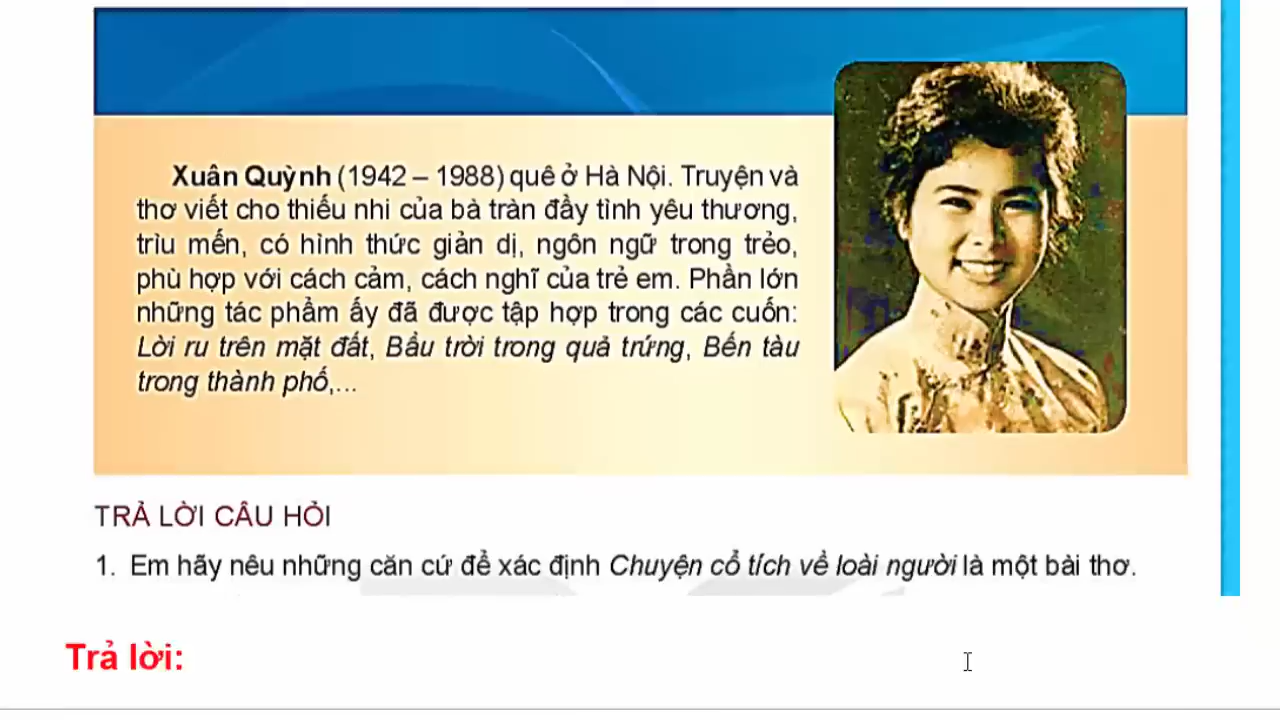 Xuân Quỳnh (1942 – 1988) quê ở Hà Nội. Truyện và
thơ viết cho thiếu nhi của bà tràn đầy tình yêu thương,
trìu mến, có hình thức giản dị, ngôn ngữ trong trẻo,
phù hợp với cách cảm, cách nghĩ của trẻ em. Phần lớn
những tác phẩm ấy đã được tập hợp trong các cuốn:
Lời ru trên mặt đất, Bầu trời trong quả trứng, Bến tàu
trong thành phố,...
TRẢ LỜI CÂU HỎI
1. Em hãy nêu những căn cứ để xác định Chuyện cổ tích về loài người là một bài thơ.
Trả lời: